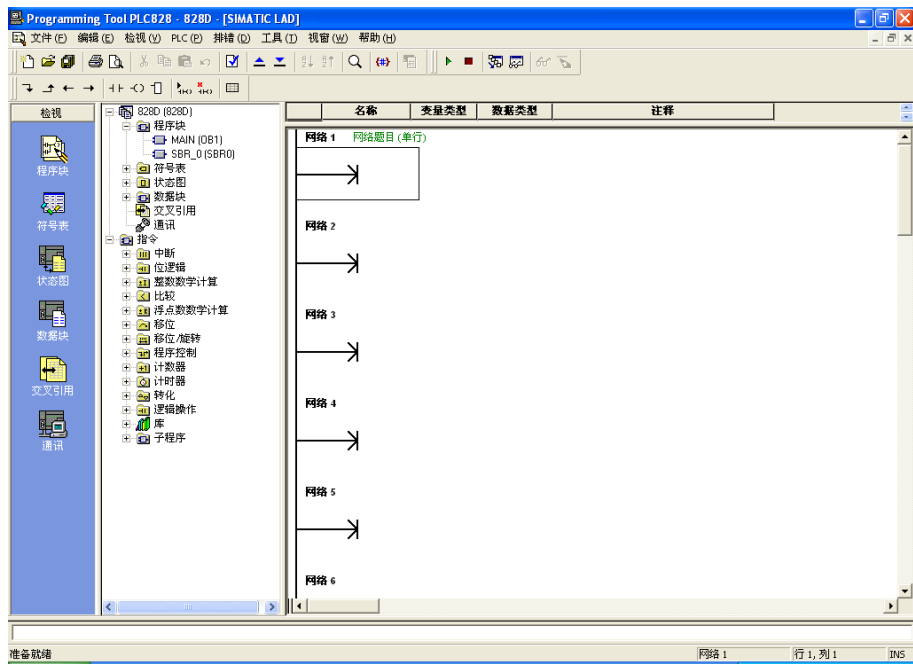 Programming Tool PLC828 - 828D - [SIMATIC LAD]
文件(F) 编辑(E) 检视(V) PLC(P) 排错(D) 工具(T) 视窗(W) 帮助(H)
检视
程序块
符号表
状态图
数据块
交叉引用
通讯
828D (828D)
程序块
MAIN (OB1)
SBR_0 (SBR0)
符号表
状态图
数据块
交叉引用
通讯
指令
中断
位逻辑
整数数学计算
比较
浮点数数学计算
移位
移位/旋转
程序控制
计数器
计时器
转化
逻辑操作
库
子程序
名称 变量类型 数据类型 注释
网络 1 网络题目 (单行)
网络 2
网络 3
网络 4
网络 5
网络 6
准备就绪 网络 1 行 1, 列 1 INS